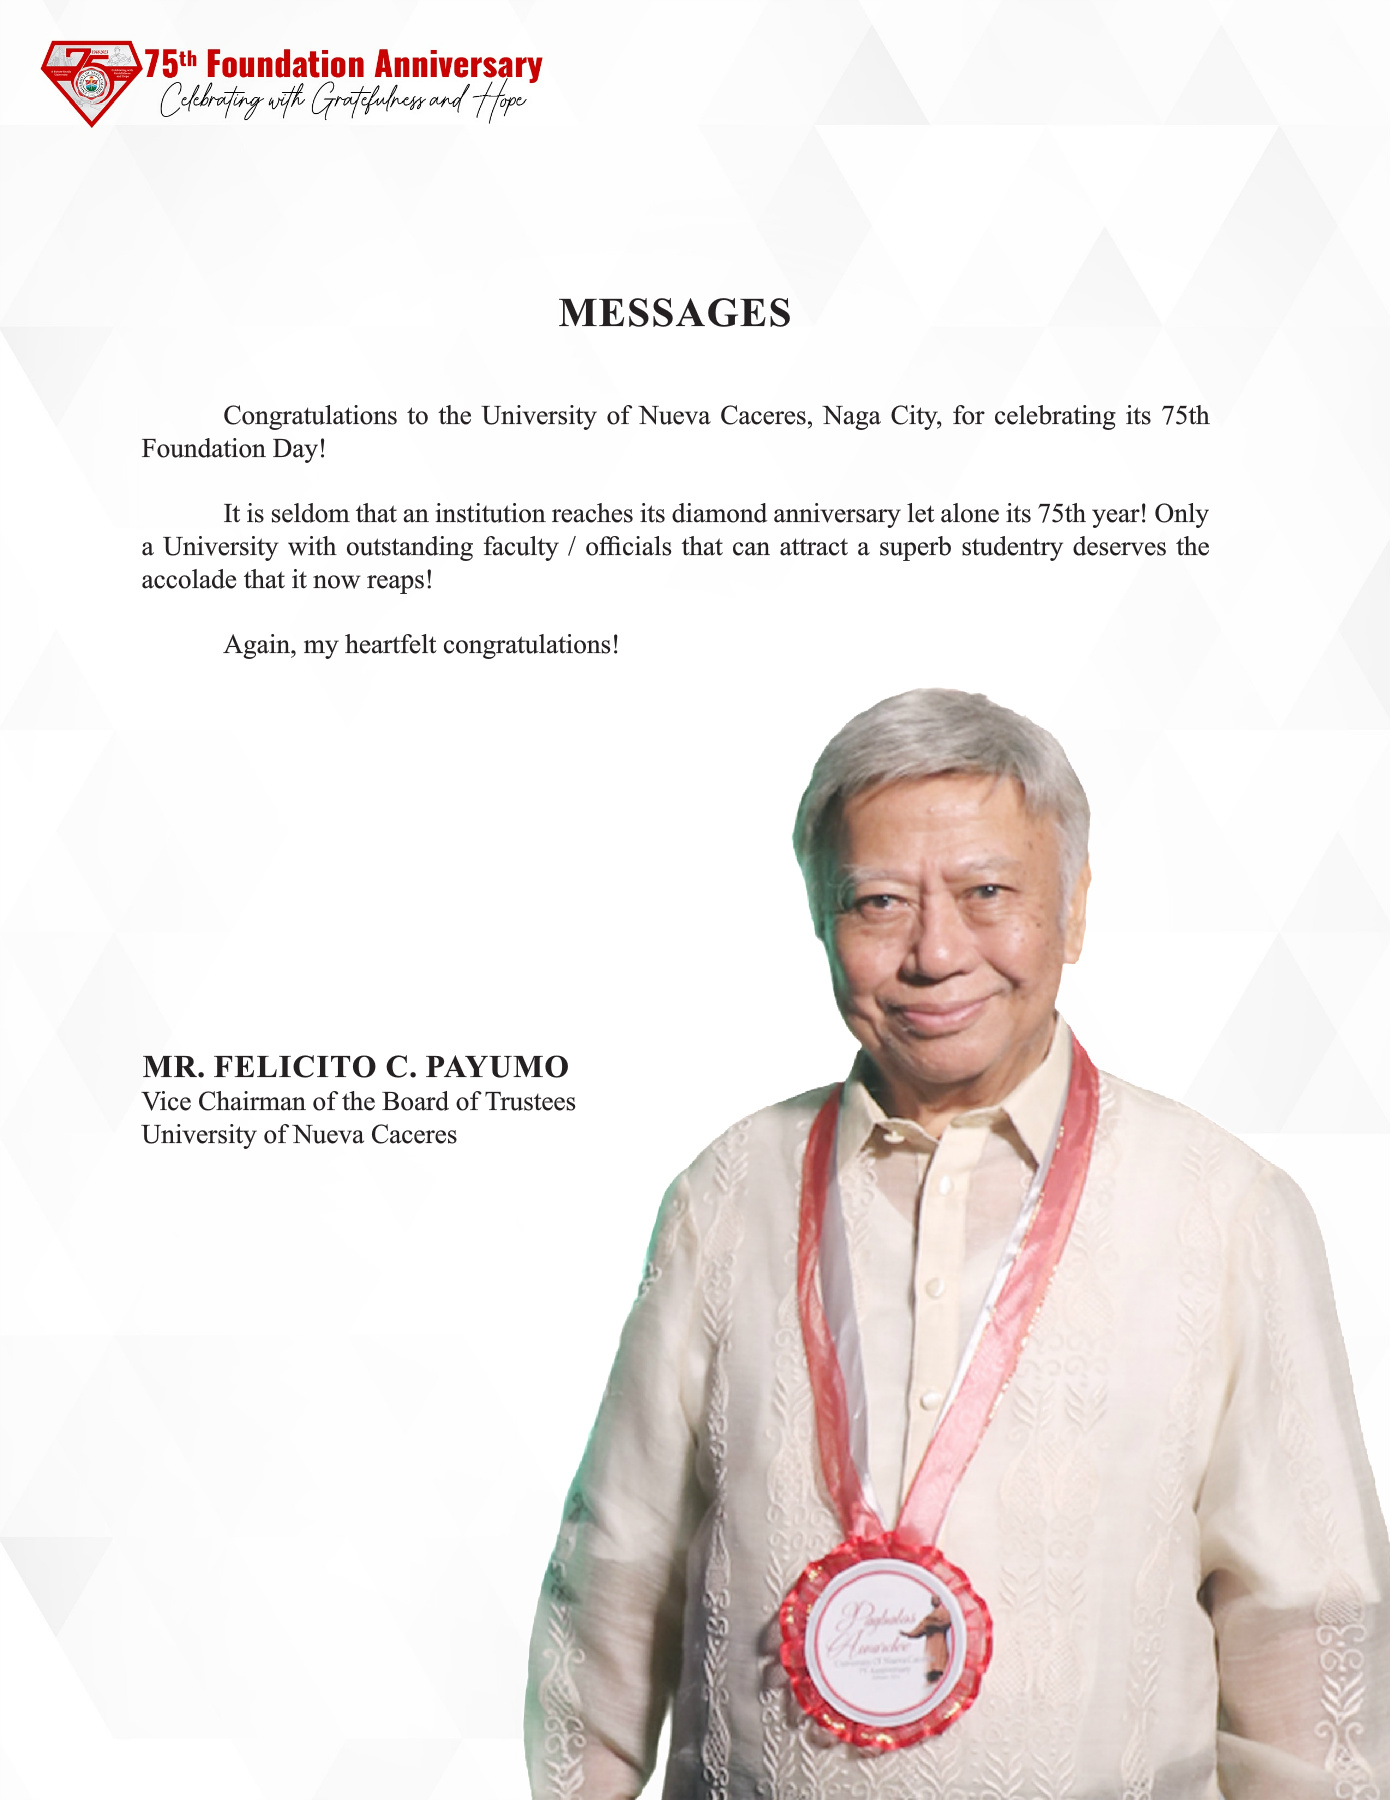 75th Foundation Anniversary
Celebrating with Gratefulness and Hope
75
MESSAGES
Congratulations to the University of Nueva Caceres, Naga City, for celebrating its 75th
Foundation Day!
It is seldom that an institution reaches its diamond anniversary let alone its 75th year! Only
a University with outstanding faculty / officials that can attract a superb studentry deserves the
accolade that it now reaps!
Again, my heartfelt congratulations!
MR. FELICITO C. PAYUMO
Vice Chairman of the Board of Trustees
University of Nueva Caceres
Awardee
University Of Nueva
75 Anniversary